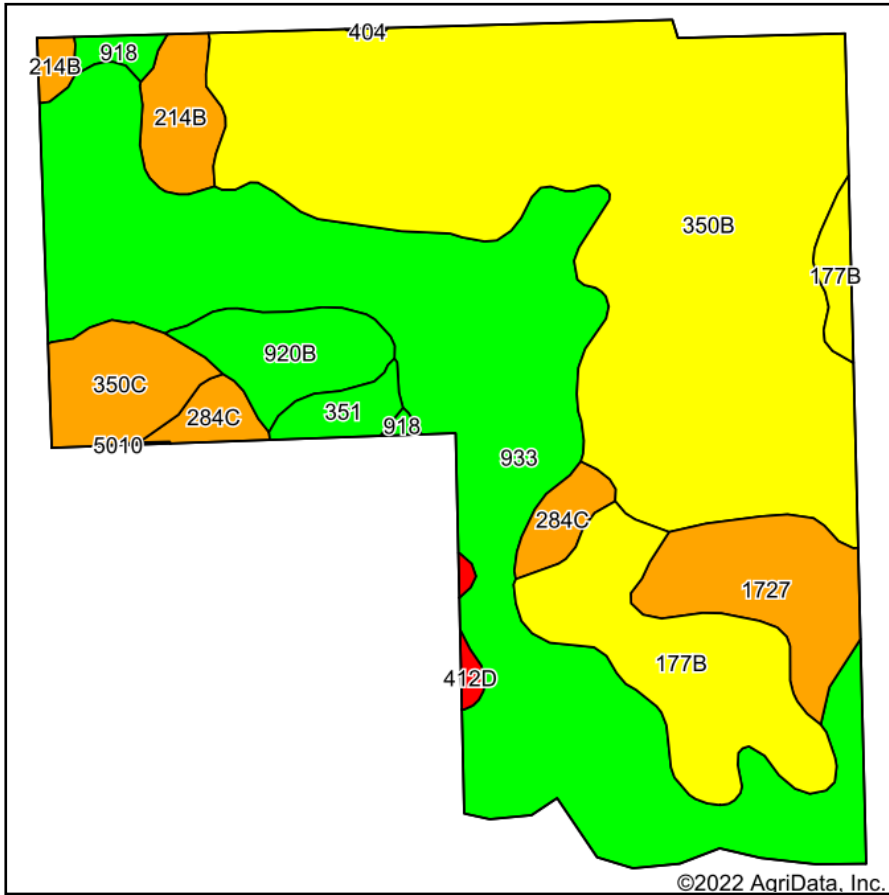 404
918
214B
214B
350B
177B
920B
350C
351
284C
918
5010
933
284C
1727
177B
412D
©2022 AgriData, Inc.